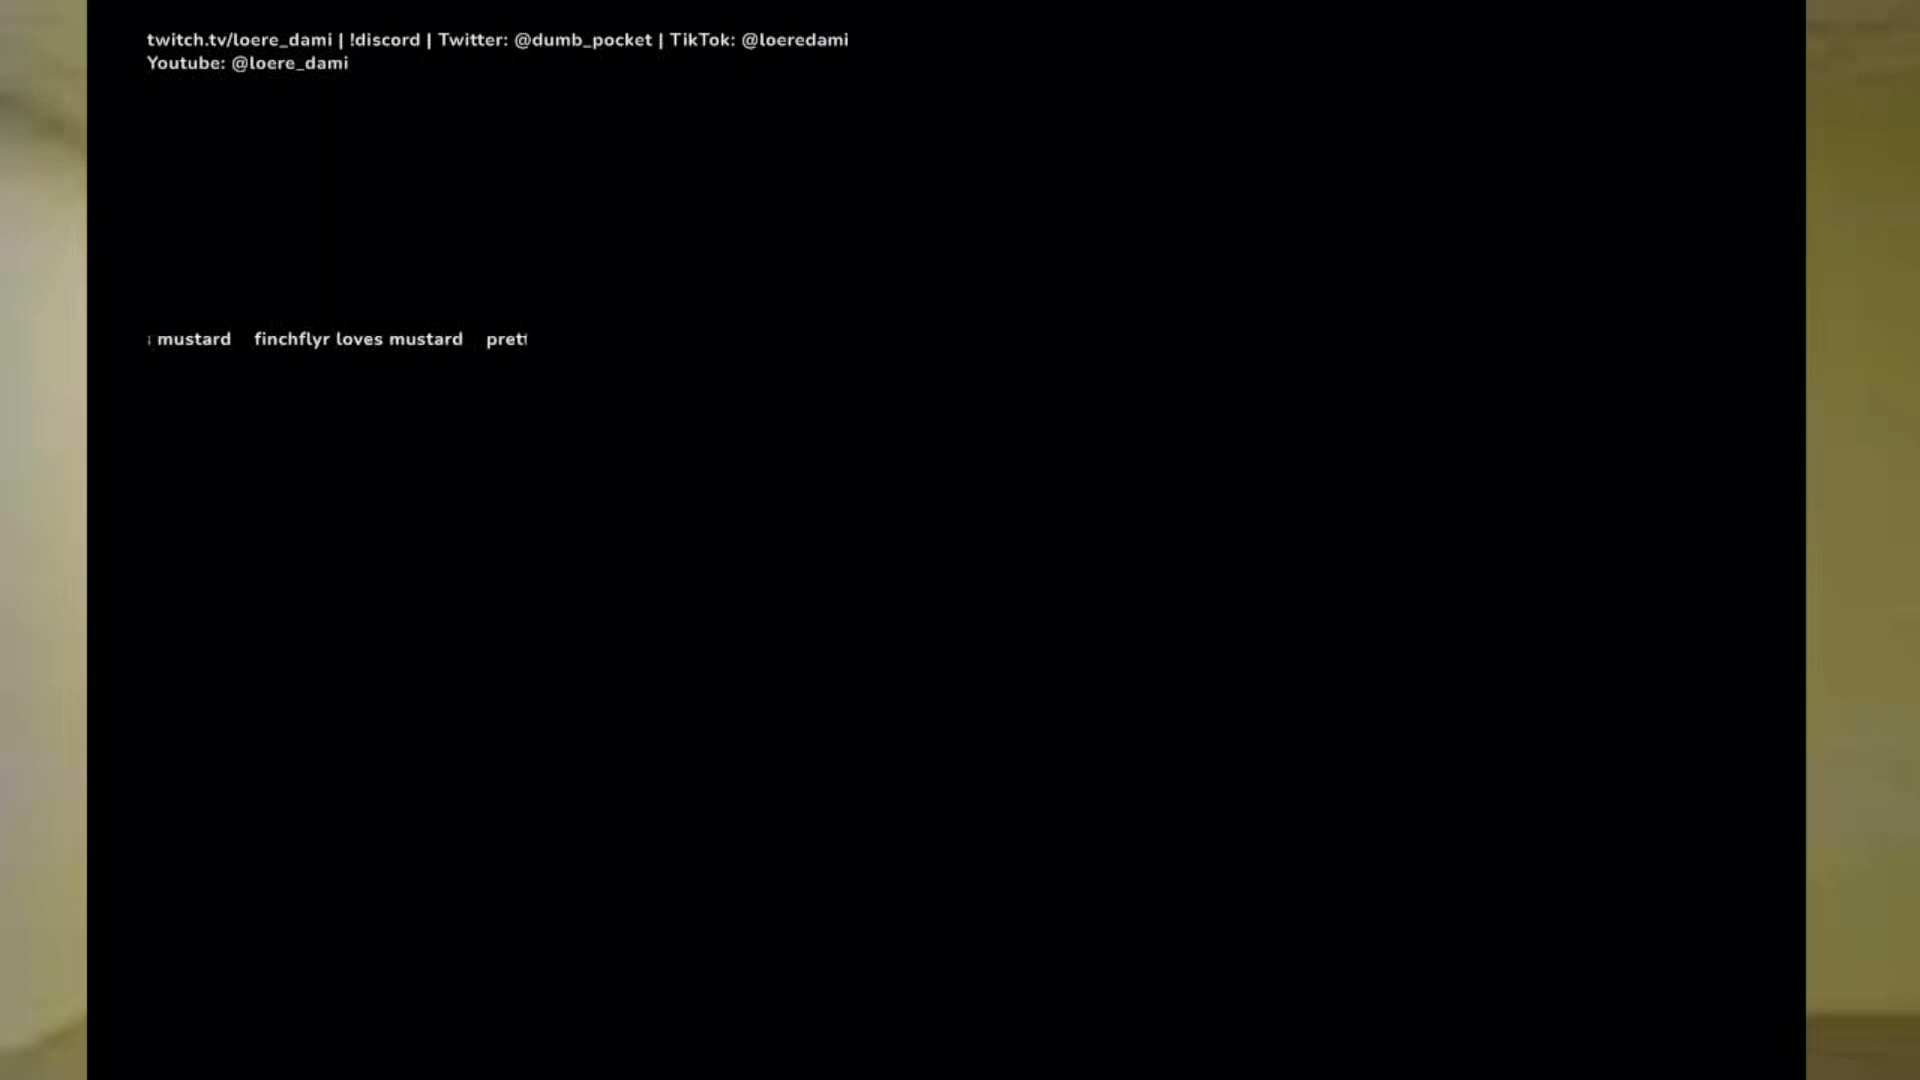 twitch.tv/loere_dami | !discord | Twitter: @dumb_pocket | TikTok: @loeredami
Youtube: @loere_dami
mustard finchflyr loves mustard